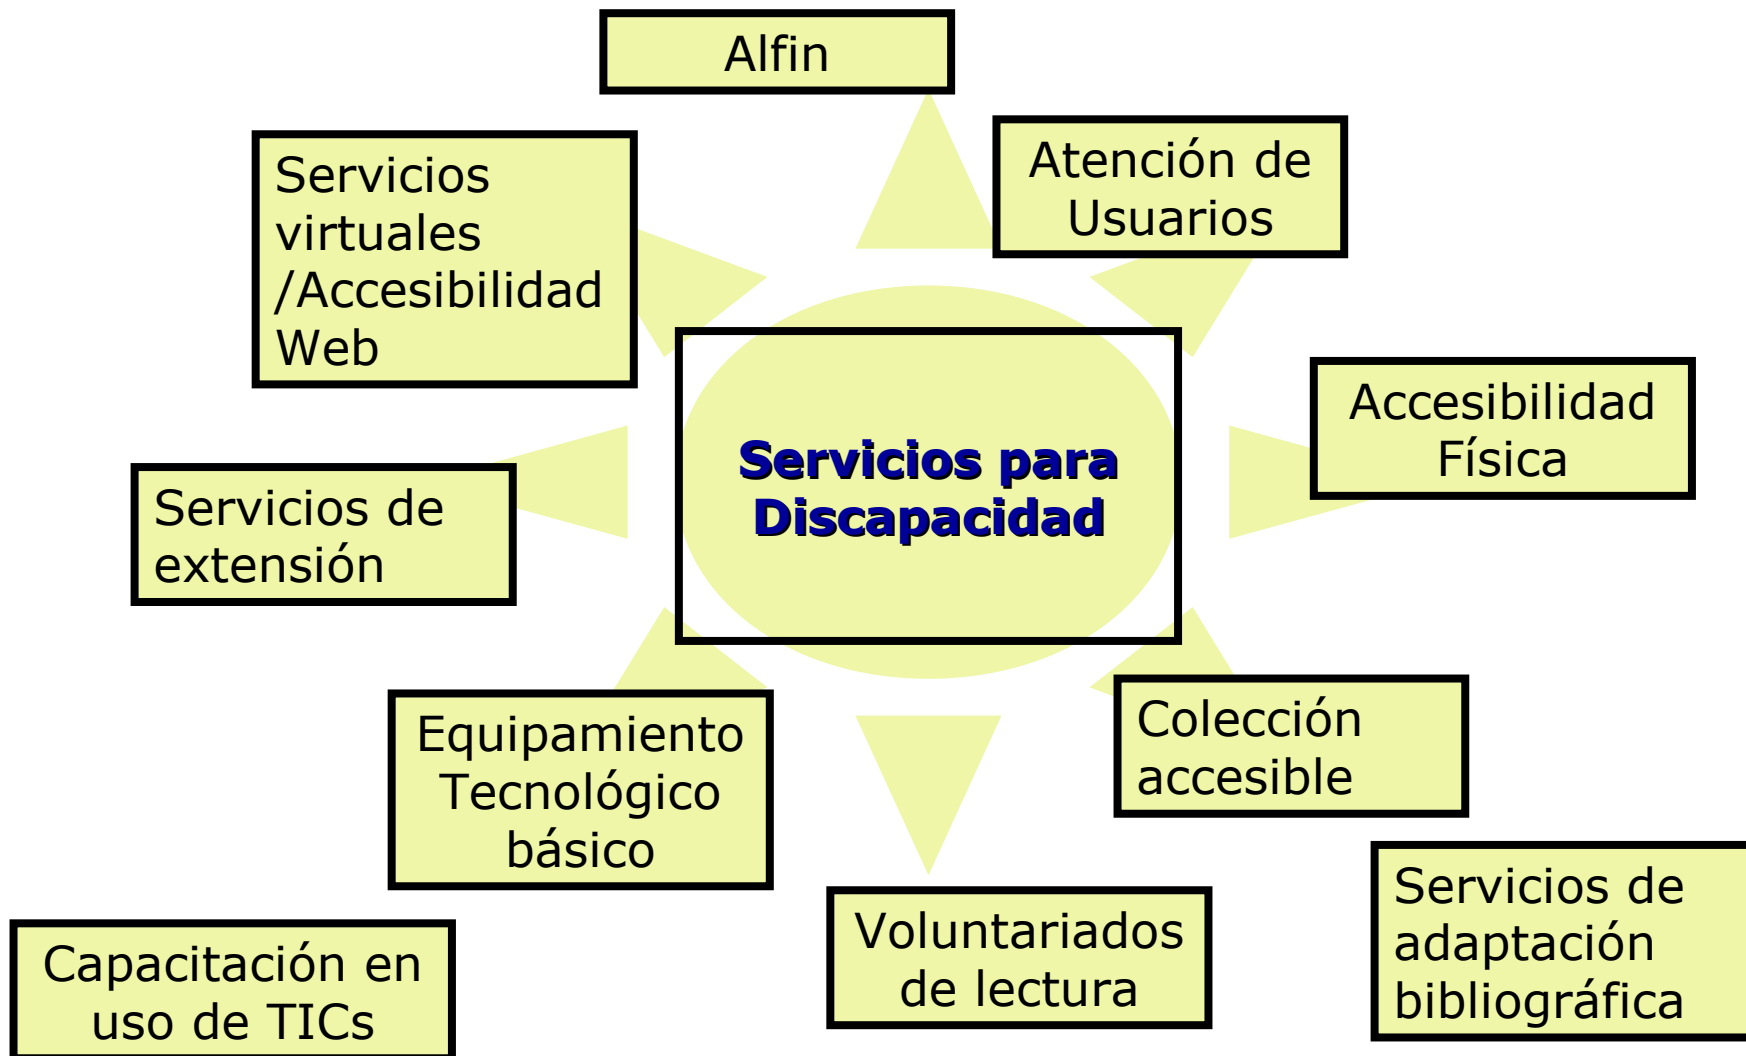 Alfin
Atención de
Usuarios
Servicios
virtuales
/Accesibilidad
Web
Accesibilidad
Física
Servicios para
Discapacidad
Servicios de
extensión
Colección
accesible
Equipamiento
Tecnológico
básico
Servicios de
adaptación
bibliográfica
Voluntariados
de lectura
Capacitación en
uso de TICs